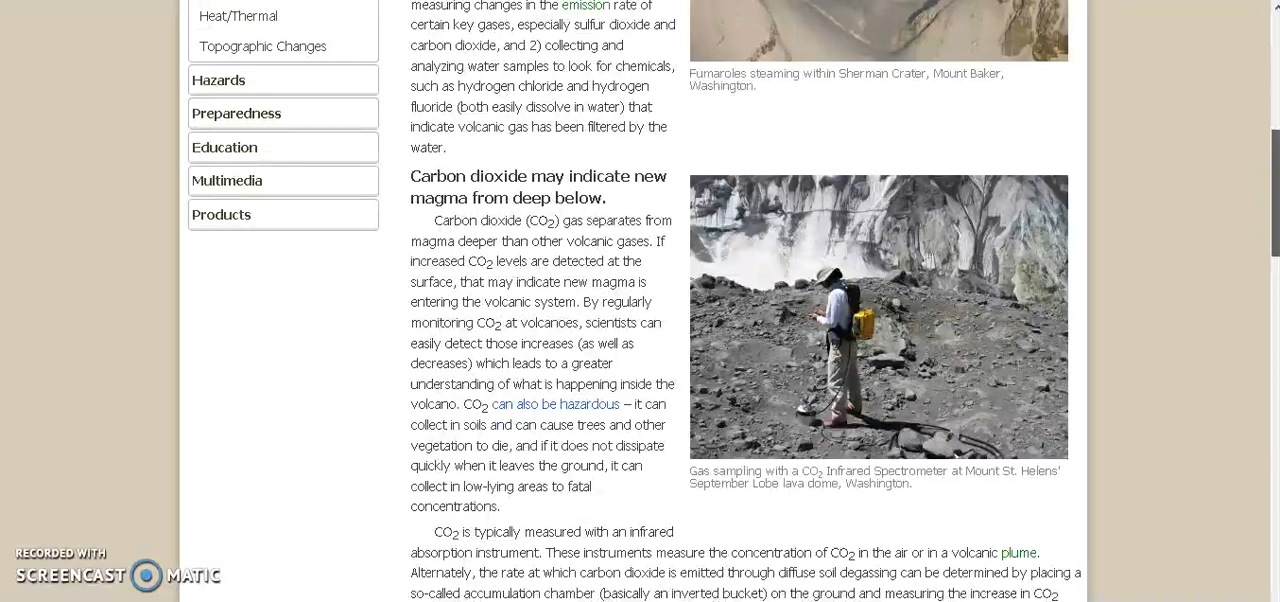 Heat/Thermal
Topographic Changes
Hazards
Preparedness
Education
Multimedia
Products
measuring changes in the emission rate of
certain key gases, especially sulfur dioxide and
carbon dioxide, and 2) collecting and
analyzing water samples to look for chemicals,
such as hydrogen chloride and hydrogen
fluoride (both easily dissolve in water) that
indicate volcanic gas has been filtered by the
water.
Fumaroles steaming within Sherman Crater, Mount Baker,
Washington.
Carbon dioxide may indicate new
magma from deep below.
Carbon dioxide (CO2) gas separates from
magma deeper than other volcanic gases. If
increased CO2 levels are detected at the
surface, that may indicate new magma is
entering the volcanic system. By regularly
monitoring CO2 at volcanoes, scientists can
easily detect those increases (as well as
decreases) which leads to a greater
understanding of what is happening inside the
volcano. CO2 can also be hazardous – it can
collect in soils and can cause trees and other
vegetation to die, and if it does not dissipate
quickly when it leaves the ground, it can
collect in low-lying areas to fatal
concentrations.
Gas sampling with a CO2 Infrared Spectrometer at Mount St. Helens'
September Lobe lava dome, Washington.
CO2 is typically measured with an infrared
absorption instrument. These instruments measure the concentration of CO2 in the air or in a volcanic plume.
Alternately, the rate at which carbon dioxide is emitted through diffuse soil degassing can be determined by placing a
so-called accumulation chamber (basically an inverted bucket) on the ground and measuring the increase in CO2
RECORDED WITH
SCREENCAST MATIC